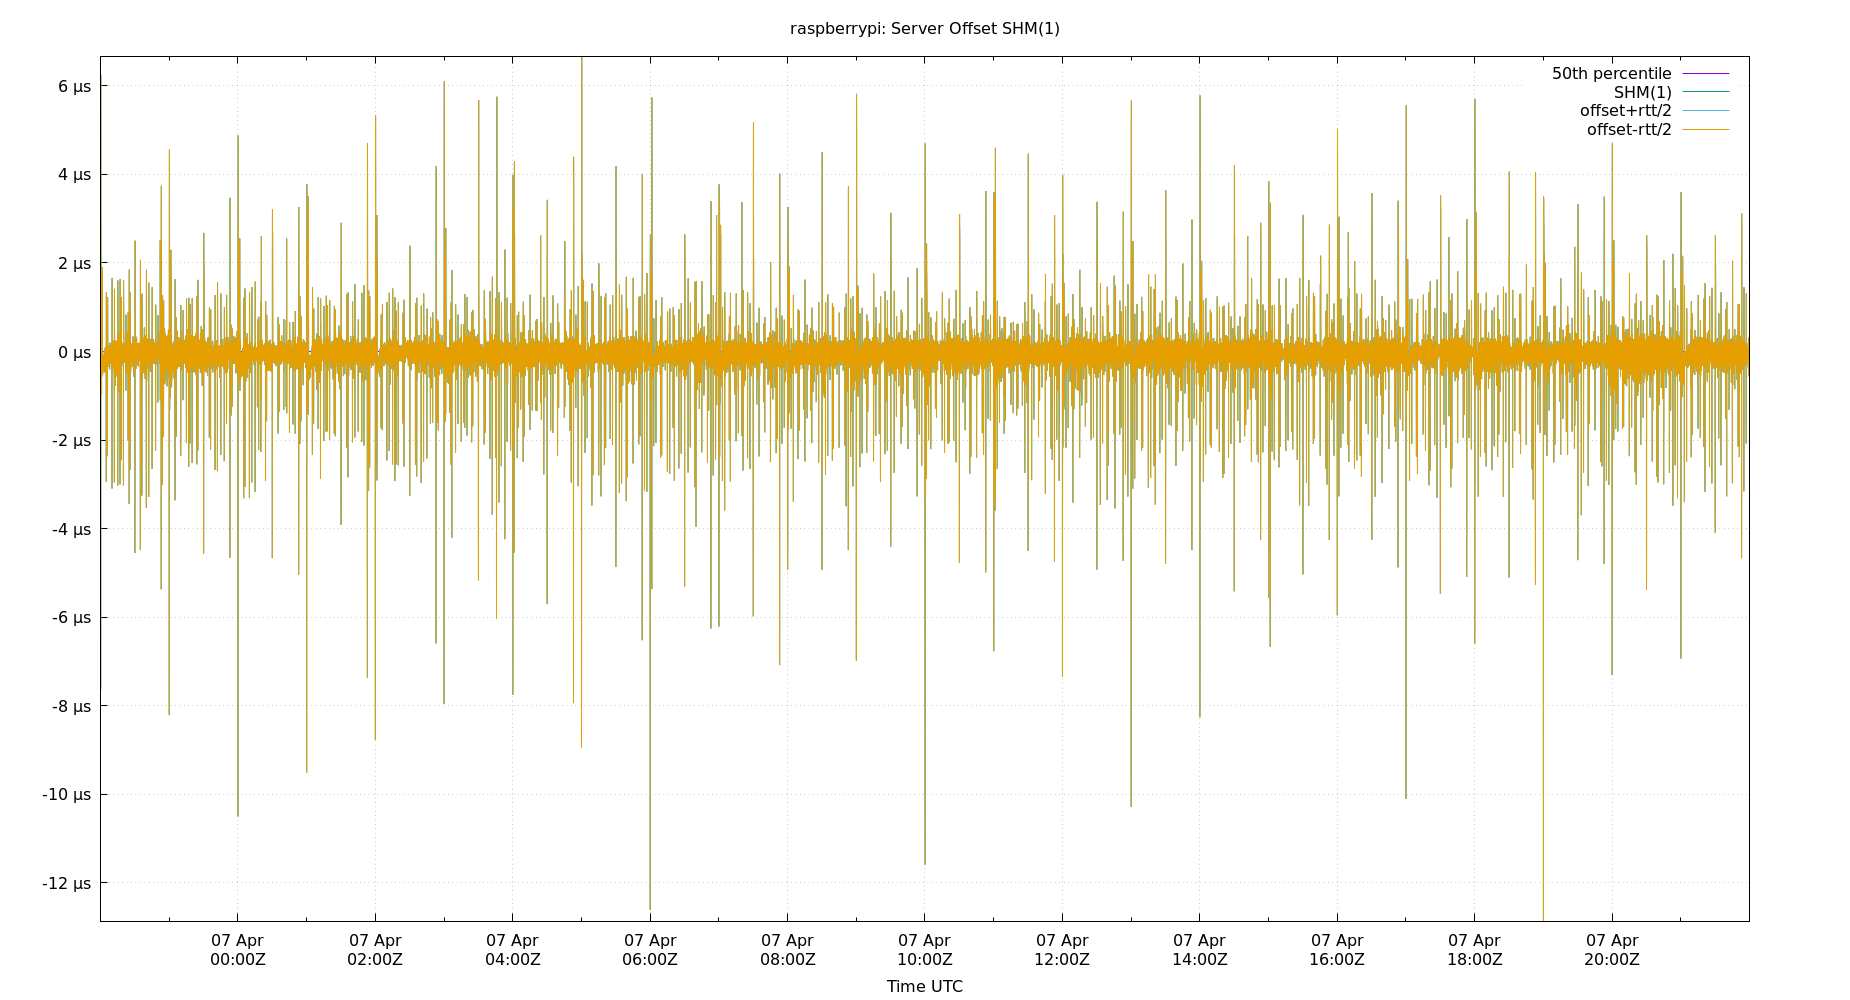 raspberrypi: Server Offset SHM(1)
50th percentile
SHM(1)
offset+rtt/2
offset-rtt/2
6 µs
4 µs
2 µs
0 µs
-2 µs
-4 µs
-6 µs
-8 µs
-10 µs
-12 µs
07 Apr 07 Apr 07 Apr 07 Apr 07 Apr 07 Apr 07 Apr 07 Apr 07 Apr 07 Apr 07 Apr
00:00Z 02:00Z 04:00Z 06:00Z 08:00Z 10:00Z 12:00Z 14:00Z 16:00Z 18:00Z 20:00Z
Time UTC